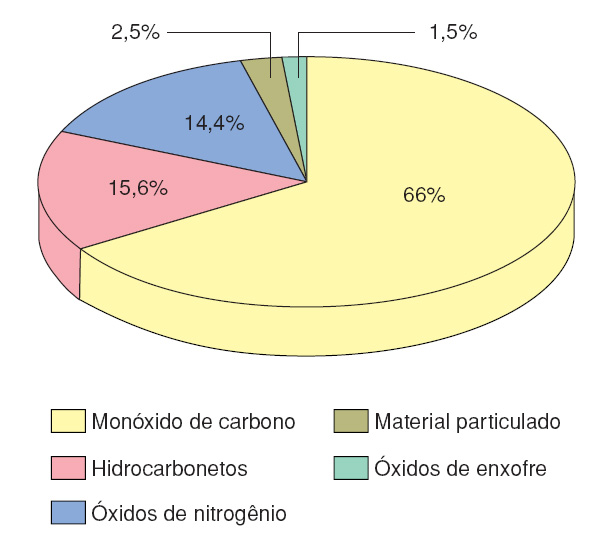 2,5%
1,5%
14,4%
15,6%
66%
Monóxido de carbono
Material particulado
Hidrocarbonetos
Óxidos de enxofre
Óxidos de nitrogênio